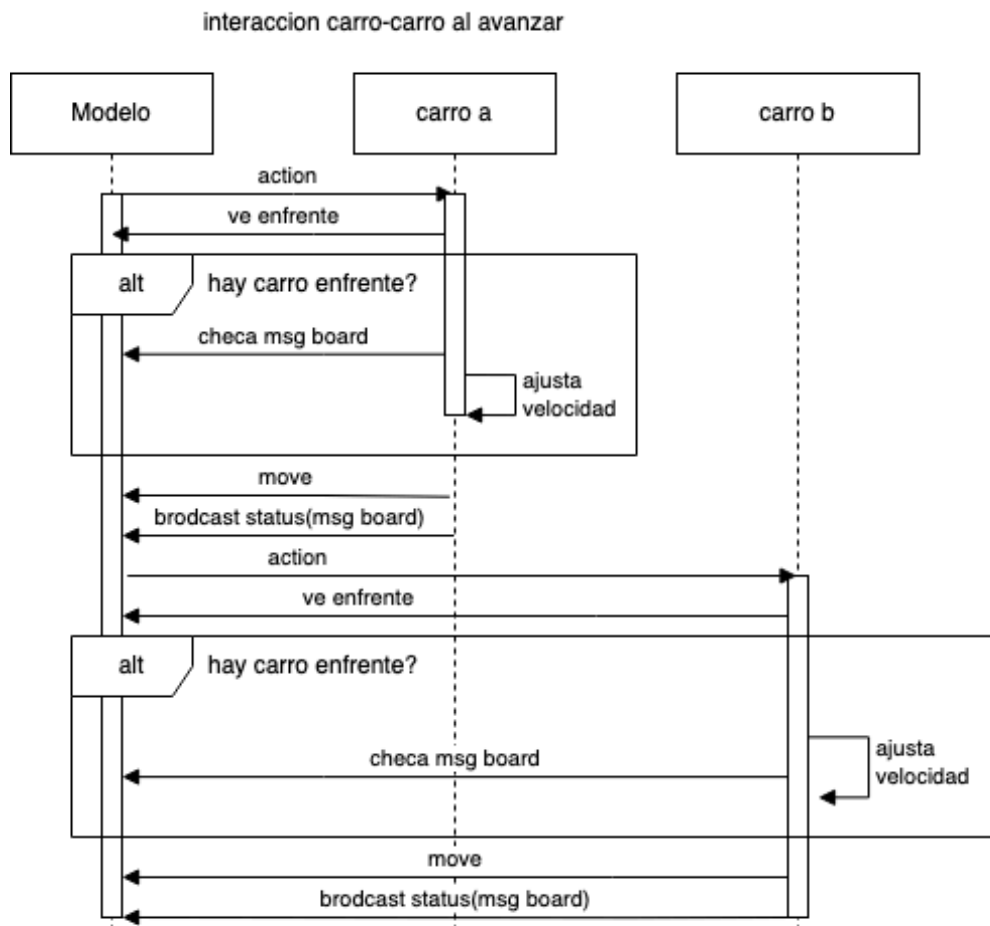 interaccion carro-carro al avanzar
Modelo
carro a
carro b
action
ve enfrente
alt
hay carro enfrente?
checa msg board
ajusta
velocidad
move
brodcast status(msg board)
action
ve enfrente
alt
hay carro enfrente?
checa msg board
ajusta
velocidad
move
brodcast status(msg board)